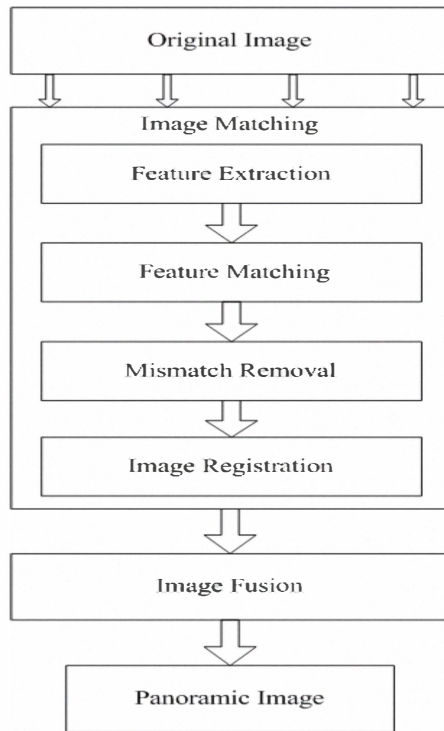 Original Image
Image Matching
Feature Extraction
Feature Matching
Mismatch Removal
Image Registration
Image Fusion
Panoramic Image